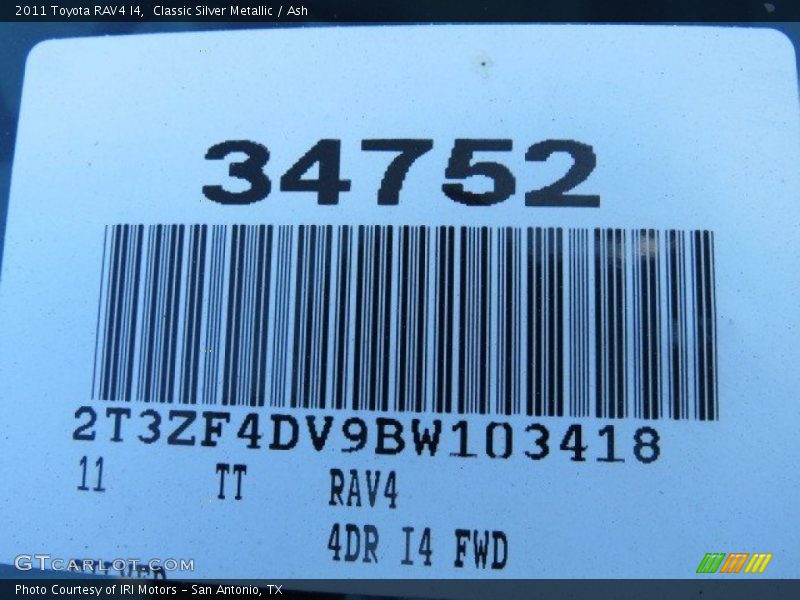 2011 Toyota RAV4 I4, Classic Silver Metallic / Ash
34752
2T3ZF4DV9BW103418
11 TT RAV4
4DR I4 FWD
GTCARLOT.COM
Photo Courtesy of IRI Motors – San Antonio, TX